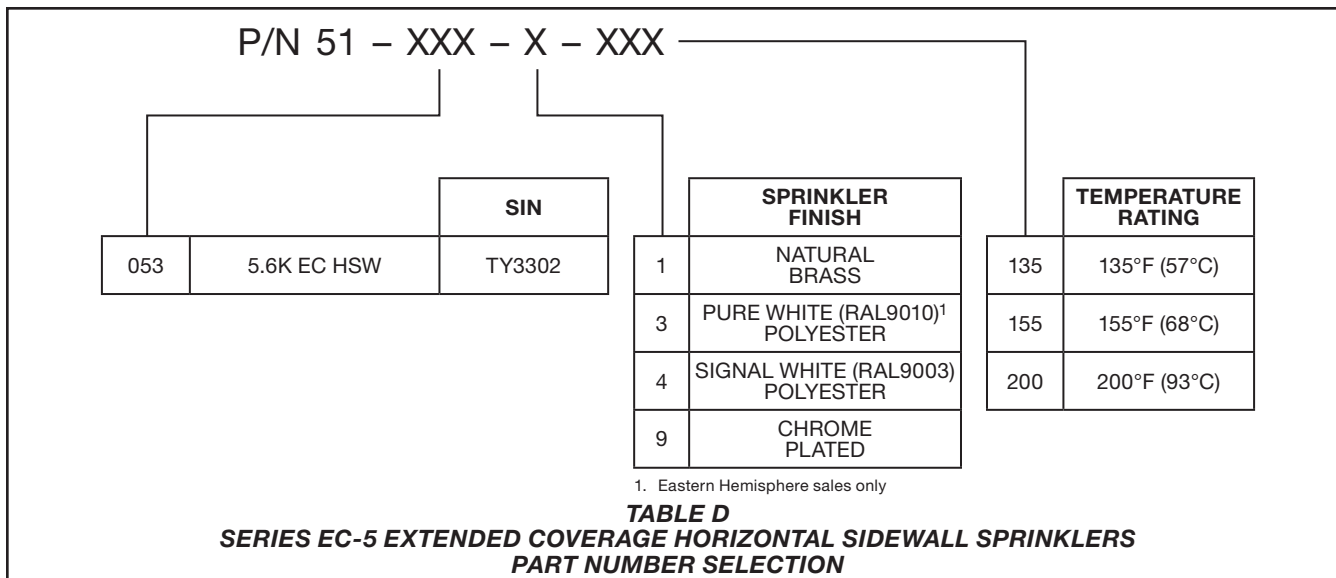 P/N 51 – XXX – X – XXX
SIN
053 5.6K EC HSW TY3302
SPRINKLER
FINISH
1 NATURAL
BRASS
3 PURE WHITE (RAL9010)1
POLYESTER
4 SIGNAL WHITE (RAL9003)
POLYESTER
9 CHROME
PLATED
TEMPERATURE
RATING
135 135°F (57°C)
155 155°F (68°C)
200 200°F (93°C)
1. Eastern Hemisphere sales only
TABLE D
SERIES EC-5 EXTENDED COVERAGE HORIZONTAL SIDEWALL SPRINKLERS
PART NUMBER SELECTION